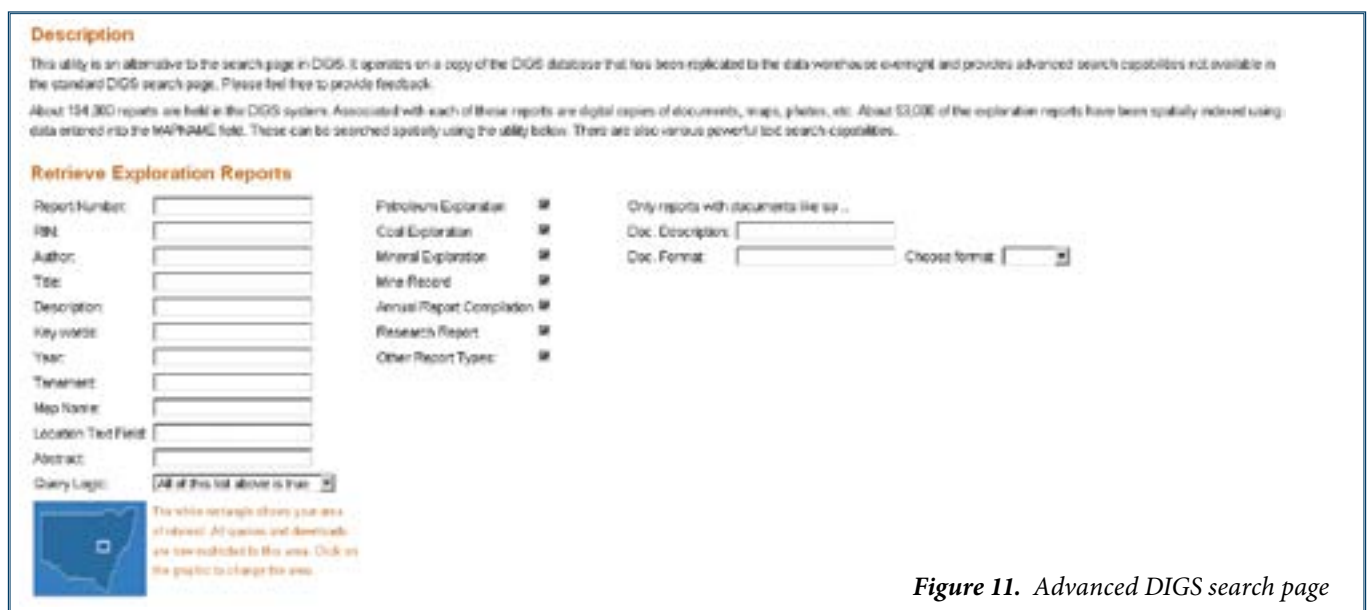 Description
This utility is an alternative to the search page in DIGS. It operates on a copy of the DIGS database that has been replicated to the data warehouse overnight and provides advanced search capabilities not available in
the standard DIGS search page. Please feel free to provide feedback.
About reports are held in the DIGS system. Associated with each of these reports are digital copies of documents, maps, photos, etc. About of the exploration reports have been spatially indexed using
data entered into the MAPNAME field. These can be searched spatially using the utility below. There are also various powerful text search capabilities.
Retrieve Exploration Reports
Report Number:
RIN:
Author:
Title:
Description:
Key words:
Year:
Tenement:
Map Name:
Location Text Field:
Abstract:
Query Logic: All of this list above is true
Petroleum Exploration
Coal Exploration
Mineral Exploration
Mine Record
Annual Report Compilation
Research Report
Other Report Types:
Only reports with documents like so ...
Doc. Description:
Doc. Format: Choose format:
The white rectangle shows your area
of interest. All queries and downloads
are now restricted to this area. Click on
the graphic to change the area.
Figure 11. Advanced DIGS search page